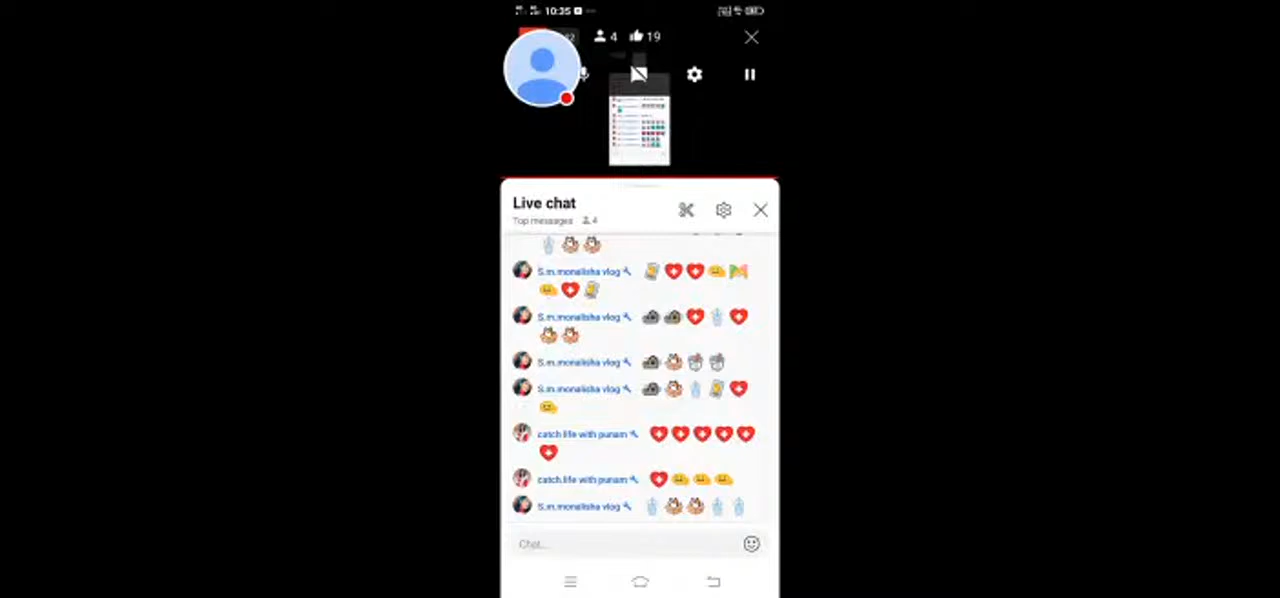 10:35
4 19
Live chat
Top messages 4
S.m.monalisha vlog
S.m.monalisha vlog
S.m.monalisha vlog
S.m.monalisha vlog
catch.life with punam
catch.life with punam
S.m.monalisha vlog
Chat...